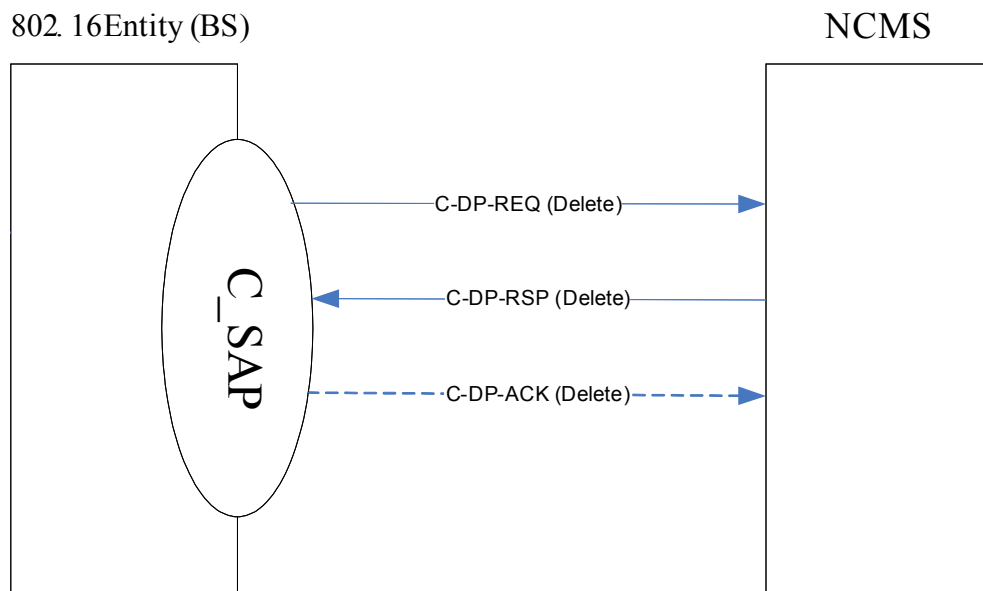 802. 16Entity (BS)
NCMS
C-DP-REQ (Delete)
C-DP-RSP (Delete)
C_SAP
C-DP-ACK (Delete)